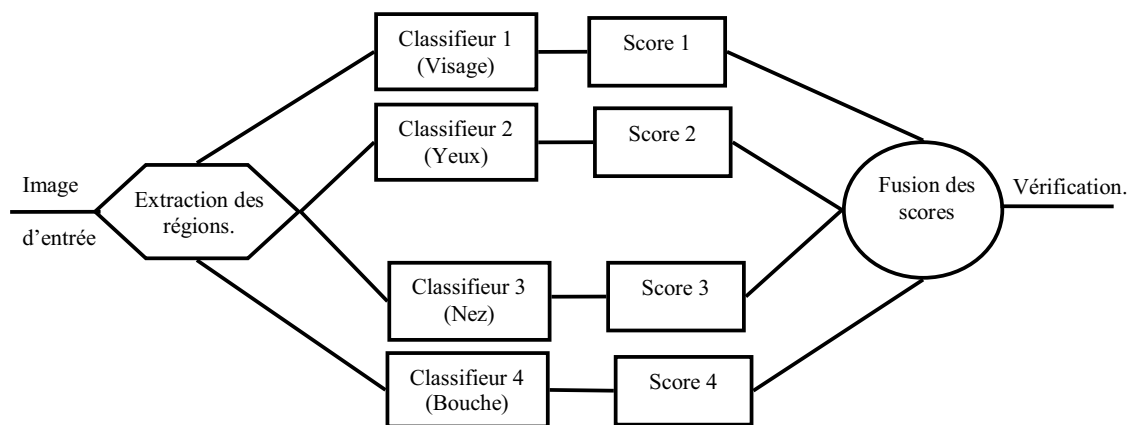 Classifieur 1
(Visage)
Score 1
Classifieur 2
(Yeux)
Score 2
Image
d’entrée
Extraction des
régions.
Fusion des
scores
Vérification.
Classifieur 3
(Nez)
Score 3
Classifieur 4
(Bouche)
Score 4